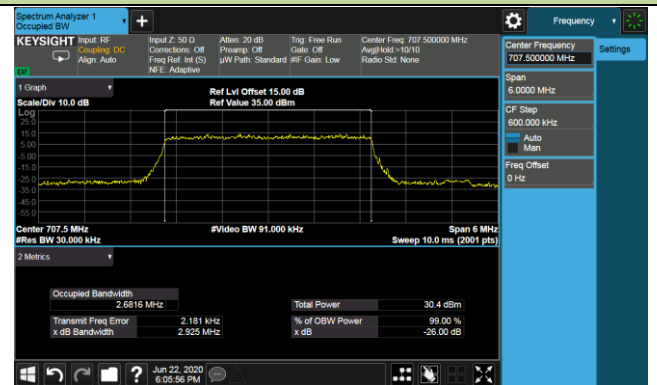 Spectrum Analyzer 1
Occupied BW
+
Frequency
KEYSIGHT
Input: RF
Coupling: DC
Align: Auto
Input Z: 50 Ω
Corrections: Off
Freq Ref: Int (S)
NFE: Adaptive
Atten: 20 dB
Preamp: Off
µW Path: Standard
Trig: Free Run
Gate: Off
#IF Gain: Low
Center Freq: 707.500000 MHz
Avg|Hold:>10/10
Radio Std: None
Center Frequency
707.500000 MHz
Settings
Span
6.0000 MHz
CF Step
600.000 kHz
Auto
Man
Freq Offset
0 Hz
1 Graph
Scale/Div 10.0 dB
Ref Lvl Offset 15.00 dB
Ref Value 35.00 dBm
Log
25.0
15.0
5.00
-5.00
-15.0
-25.0
-35.0
-45.0
-55.0
Center 707.5 MHz
#Video BW 91.000 kHz
Span 6 MHz
#Res BW 30.000 kHz
Sweep 10.0 ms (2001 pts)
2 Metrics
Occupied Bandwidth
2.6816 MHz
Total Power 30.4 dBm
Transmit Freq Error 2.181 kHz
% of OBW Power 99.00 %
x dB Bandwidth 2.925 MHz
x dB -26.00 dB
?
Jun 22, 2020
6:05:56 PM